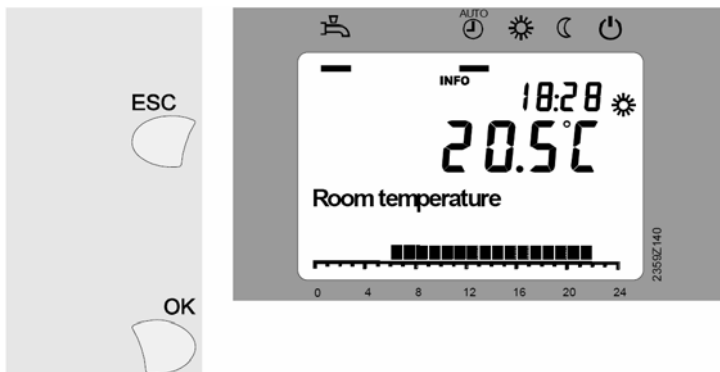 AUTO
ESC
INFO
18:28
20.5°C
Room temperature
0 4 8 12 16 20 24
2359Z140
OK